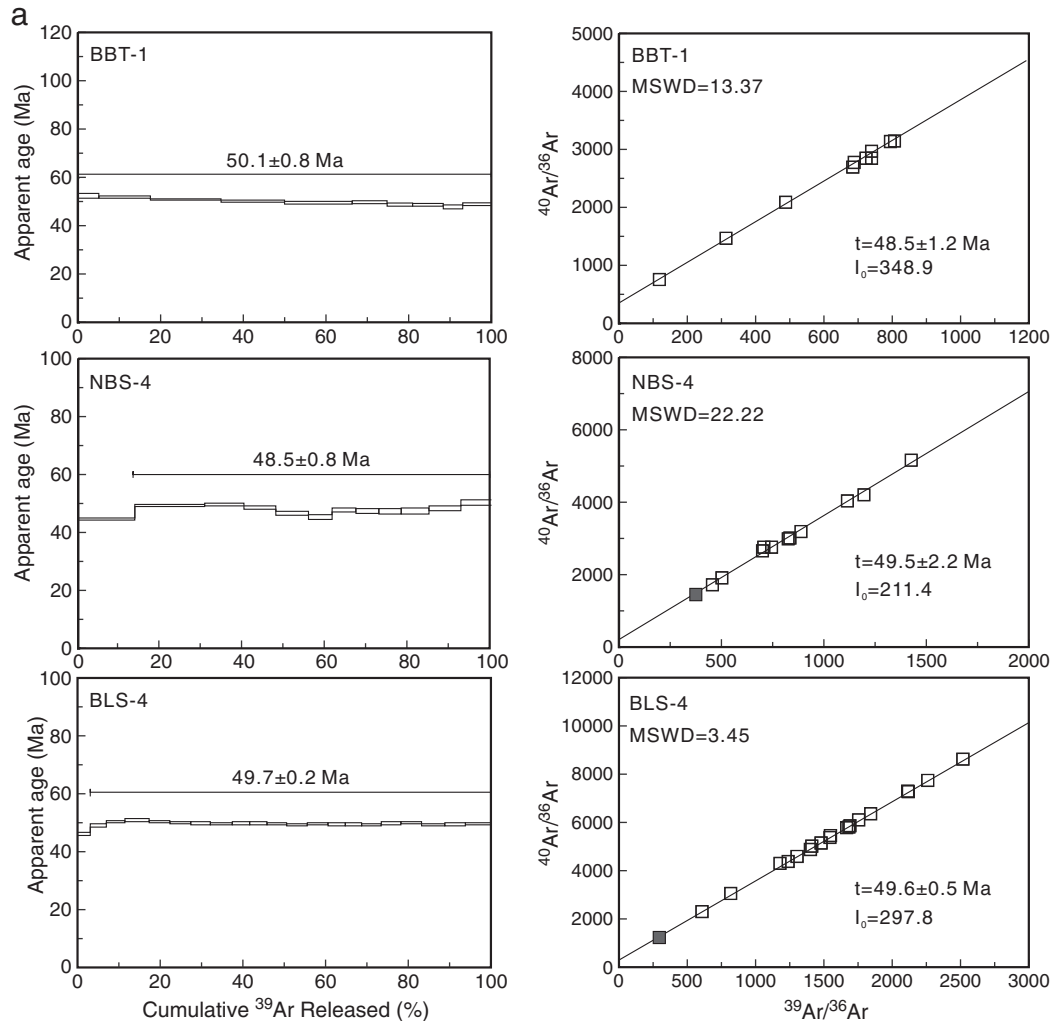 a
120
100
80
60
40
20
0
Apparent age (Ma)
BBT-1
50.1±0.8 Ma
0 20 40 60 80 100
5000
4000
3000
2000
1000
0
⁴⁰Ar/³⁶Ar
BBT-1
MSWD=13.37
t=48.5±1.2 Ma
I₀=348.9
0 200 400 600 800 1000 1200
100
80
60
40
20
0
Apparent age (Ma)
NBS-4
48.5±0.8 Ma
0 20 40 60 80 100
8000
6000
4000
2000
0
⁴⁰Ar/³⁶Ar
NBS-4
MSWD=22.22
t=49.5±2.2 Ma
I₀=211.4
0 500 1000 1500 2000
100
80
60
40
20
0
Apparent age (Ma)
BLS-4
49.7±0.2 Ma
0 20 40 60 80 100
Cumulative ³⁹Ar Released (%)
12000
10000
8000
6000
4000
2000
0
⁴⁰Ar/³⁶Ar
BLS-4
MSWD=3.45
t=49.6±0.5 Ma
I₀=297.8
0 500 1000 1500 2000 2500 3000
³⁹Ar/³⁶Ar